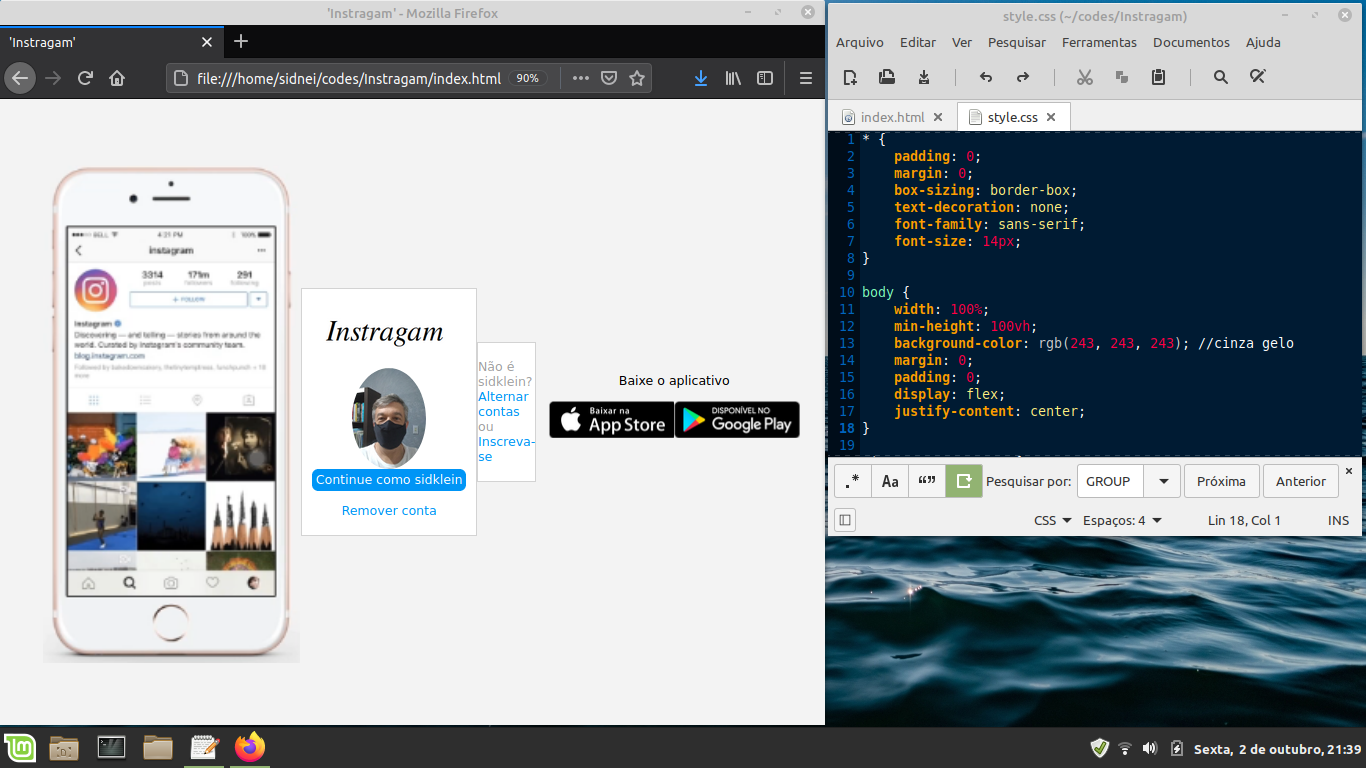 'Instragam' - Mozilla Firefox
'Instragam'
file:///home/sidnei/codes/Instragam/index.html
90%
BELL
4:21 PM
100%
instagram
3314
171m
291
posts
followers
following
+ FOLLOW
Instagram
Discovering — and telling — stories from around the
world. Curated by Instagram's community team.
blog.instagram.com
Instragam
Continue como sidklein
Remover conta
Não é
sidklein?
Alternar
contas
ou
Inscreva-
se
Baixe o aplicativo
Baixar na
App Store
DISPONÍVEL NO
Google Play
style.css (~/codes/Instragam)
Arquivo Editar Ver Pesquisar Ferramentas Documentos Ajuda
index.html
style.css
1 * {
2 padding: 0;
3 margin: 0;
4 box-sizing: border-box;
5 text-decoration: none;
6 font-family: sans-serif;
7 font-size: 14px;
8 }
9
10 body {
11 width: 100%;
12 min-height: 100vh;
13 background-color: rgb(243, 243, 243); //cinza gelo
14 margin: 0;
15 padding: 0;
16 display: flex;
17 justify-content: center;
18 }
19
.* Aa “” Pesquisar por: GROUP Próxima Anterior
CSS Espaços: 4 Lin 18, Col 1 INS
Sexta, 2 de outubro, 21:39